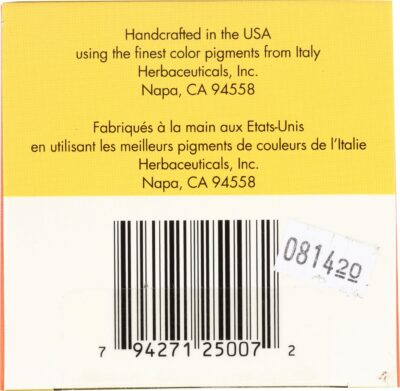 Handcrafted in the USA
using the finest color pigments from Italy
Herbaceuticals, Inc.
Napa, CA 94558
Fabriqués à la main aux Etats-Unis
en utilisant les meilleurs pigments de couleurs de l'Italie
Herbaceuticals, Inc.
Napa, CA 94558
081420
7 94271 25007 2